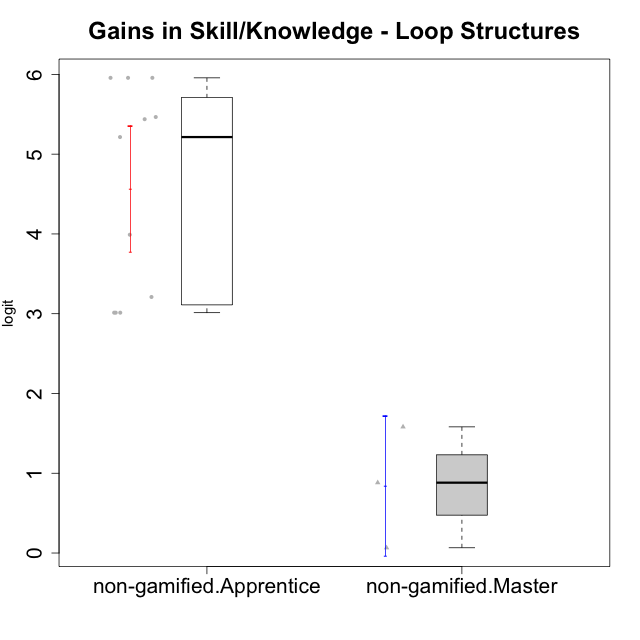 Gains in Skill/Knowledge - Loop Structures
6
5
4
3
2
1
0
logit
non-gamified.Apprentice
non-gamified.Master